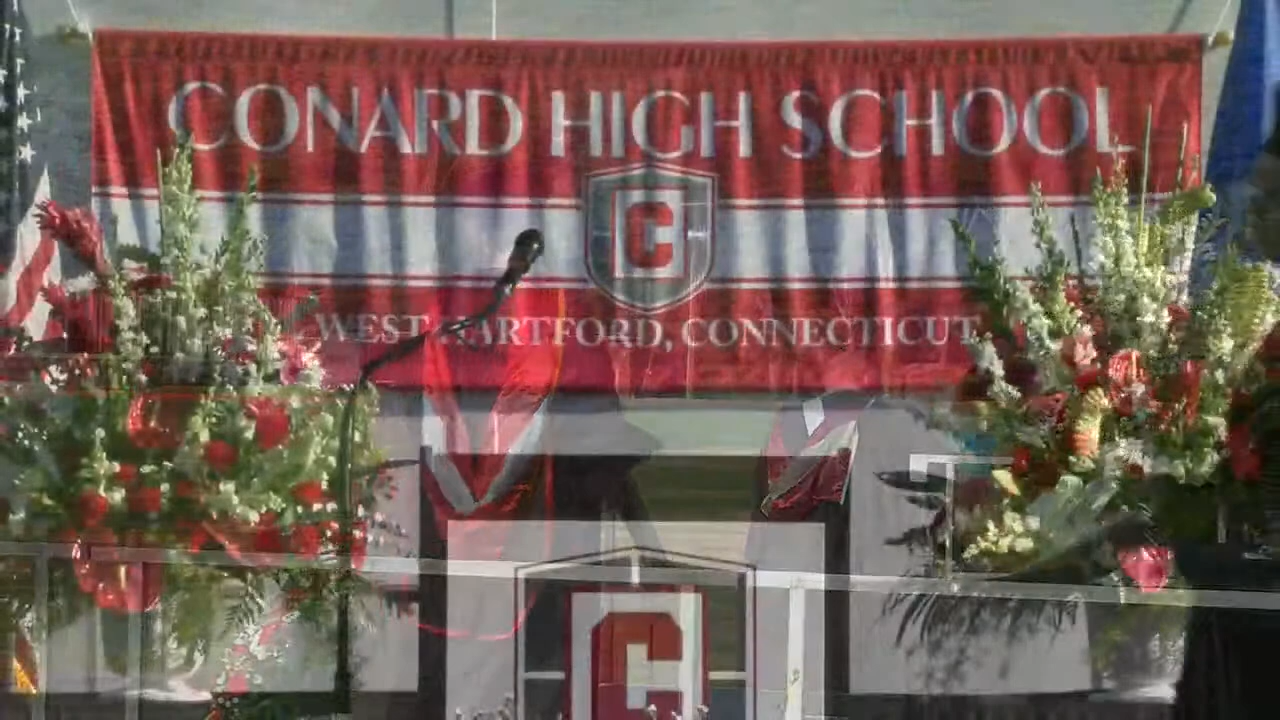 CONARD HIGH SCHOOL
C
WEST HARTFORD, CONNECTICUT
C